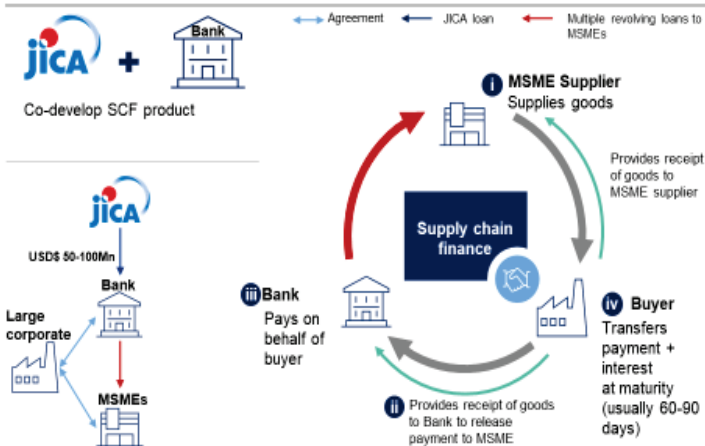 Agreement
JICA loan
Multiple revolving loans to
MSMEs
JICA
+
Bank
Co-develop SCF product
JICA
USD$ 50-100Mn
Bank
Large
corporate
MSMEs
i MSME Supplier
Supplies goods
Provides receipt
of goods to
MSME supplier
Supply chain
finance
iii Bank
Pays on
behalf of
buyer
iv Buyer
Transfers
payment +
interest
at maturity
(usually 60-90
days)
ii Provides receipt of goods
to Bank to release
payment to MSME